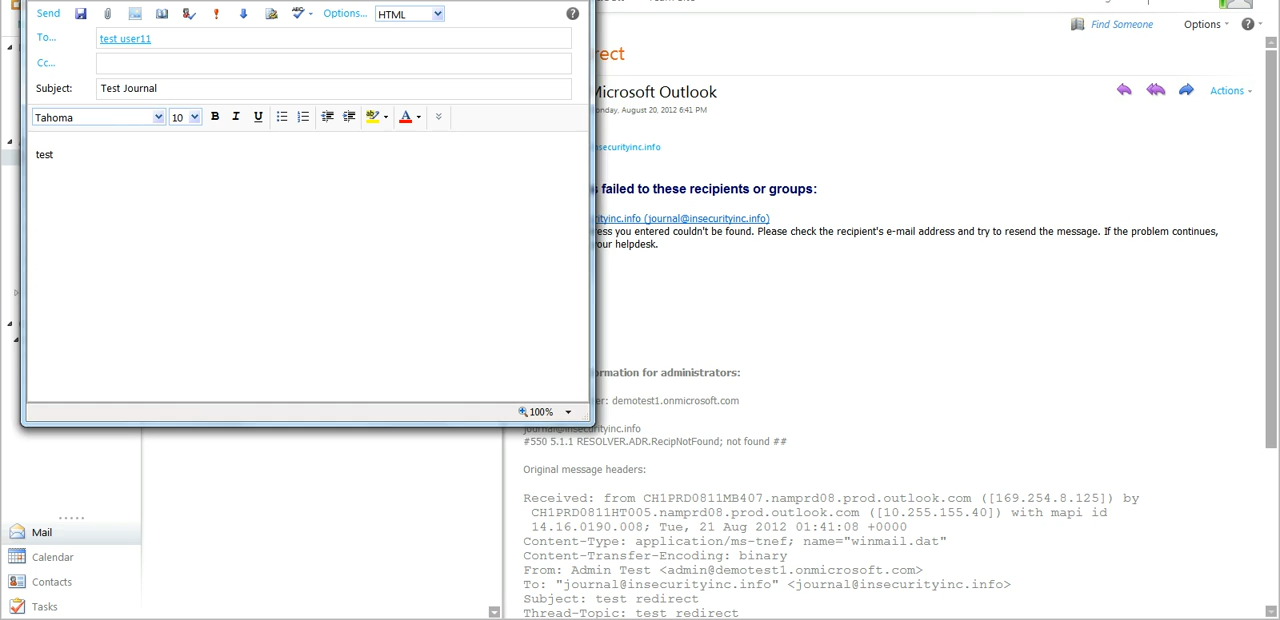 Send Options... HTML
To... test user11
Cc...
Subject: Test Journal
Tahoma 10 B I U A
test
100%
Mail
Calendar
Contacts
Tasks
Find Someone Options
rect
Microsoft Outlook
onday, August 20, 2012 6:41 PM
Actions
nsecurityinc.info
s failed to these recipients or groups:
ityinc.info (journal@insecurityinc.info)
ress you entered couldn't be found. Please check the recipient's e-mail address and try to resend the message. If the problem continues,
our helpdesk.
ormation for administrators:
er: demotest1.onmicrosoft.com
journal@insecurityinc.info
#550 5.1.1 RESOLVER.ADR.RecipNotFound; not found ##
Original message headers:
Received: from CH1PRD0811MB407.namprd08.prod.outlook.com ([169.254.8.125]) by
CH1PRD0811HT005.namprd08.prod.outlook.com ([10.255.155.40]) with mapi id
14.16.0190.008; Tue, 21 Aug 2012 01:41:08 +0000
Content-Type: application/ms-tnef; name="winmail.dat"
Content-Transfer-Encoding: binary
From: Admin Test <admin@demotest1.onmicrosoft.com>
To: "journal@insecurityinc.info" <journal@insecurityinc.info>
Subject: test redirect
Thread-Topic: test redirect